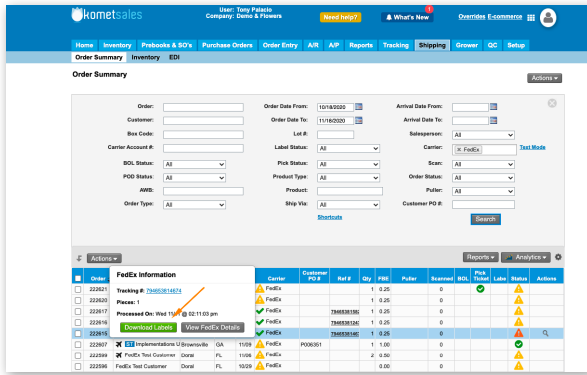 kometsales
User: Tony Palacio
Company: Demo & Flowers
Need help?
What's New
1
Overrides E-commerce
Home Inventory Prebooks & SO's Purchase Orders Order Entry A/R A/P Reports Tracking Shipping Grower QC Setup
Order Summary Inventory EDI
Order Summary
Actions
Order: Order Date From: 10/18/2020 Arrival Date From:
Customer: Order Date To: 11/18/2020 Arrival Date To:
Box Code: Lot #: Salesperson: All
Carrier Account #: Label Status: All Carrier: × FedEx Test Mode
BOL Status: All Pick Status: All Scan: All
POD Status: All Product Type: All Order Status: All
AWB: Product: Puller: All
Order Type: All Ship Via: All Customer PO #:
Shortcuts Search
Actions Reports Analytics
Order Carrier Customer PO # Ref # Qty FBE Puller Scanned BOL Pick Ticket Labe Status Actions
FedEx Information
Tracking #: 794653814674
Pieces: 1
Processed On: Wed @ 02:11:03 pm
Download Labels View FedEx Details
222621 FedEx 1 0.25 0
222620 FedEx 1 0.25 0
222617 FedEx 1 0.25 0
222616 FedEx 1 0.25 0
222615 FedEx 1 0.25 0
222607 ST Implementations U Brownsville GA 11/09 FedEx P006351 1 1.00 0
222599 FedEx Test Customer Doral FL 11/06 FedEx 2 0.50 0
222596 FedEx Test Customer Doral FL 10/29 FedEx 0.00 0